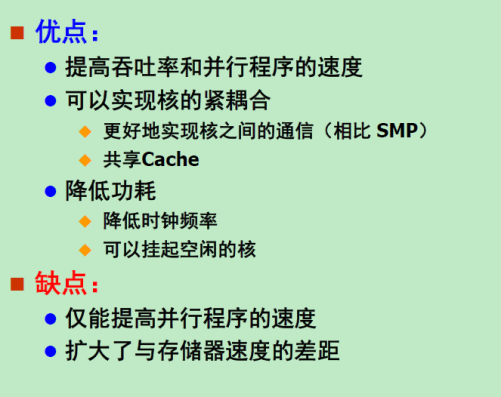 优点：
提高吞吐率和并行程序的速度
可以实现核的紧耦合
更好地实现核之间的通信（相比 SMP）
共享Cache
降低功耗
降低时钟频率
可以挂起空闲的核
缺点：
仅能提高并行程序的速度
扩大了与存储器速度的差距